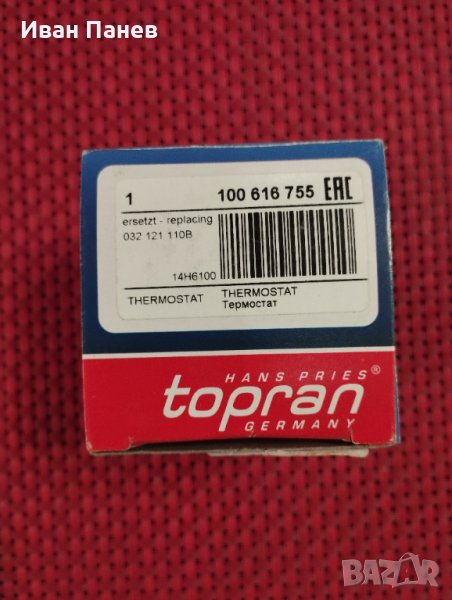 Иван Панев
1 100 616 755 EAC
ersetzt - replacing
032 121 110B
14H6100
THERMOSTAT THERMOSTAT
Термостат
HANS PRIES®
topran
GERMANY
BAZAR